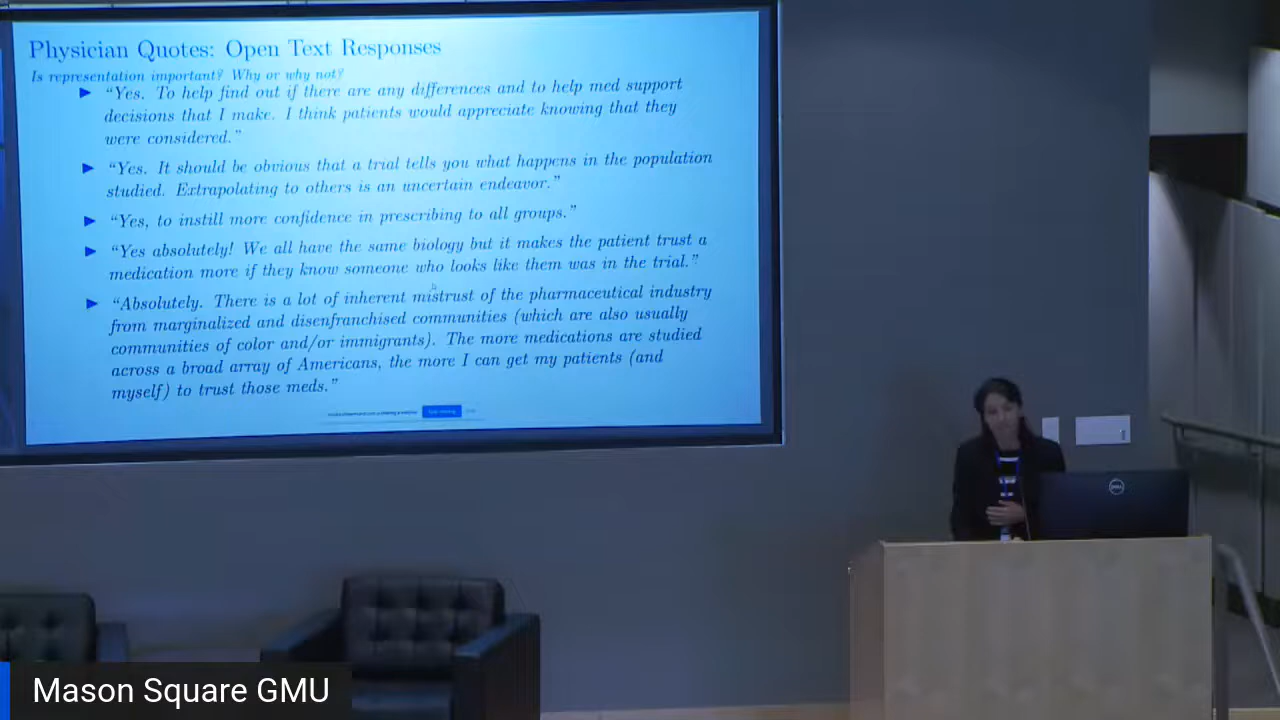 Physician Quotes: Open Text Responses
Is representation important? Why or why not?
"Yes. To help find out if there are any differences and to help med support
decisions that I make. I think patients would appreciate knowing that they
were considered."
"Yes. It should be obvious that a trial tells you what happens in the population
studied. Extrapolating to others is an uncertain endeavor."
"Yes, to instill more confidence in prescribing to all groups."
"Yes absolutely! We all have the same biology but it makes the patient trust a
medication more if they know someone who looks like them was in the trial."
"Absolutely. There is a lot of inherent mistrust of the pharmaceutical industry
from marginalized and disenfranchised communities (which are also usually
communities of color and/or immigrants). The more medications are studied
across a broad array of Americans, the more I can get my patients (and
myself) to trust those meds."
DELL
Mason Square GMU